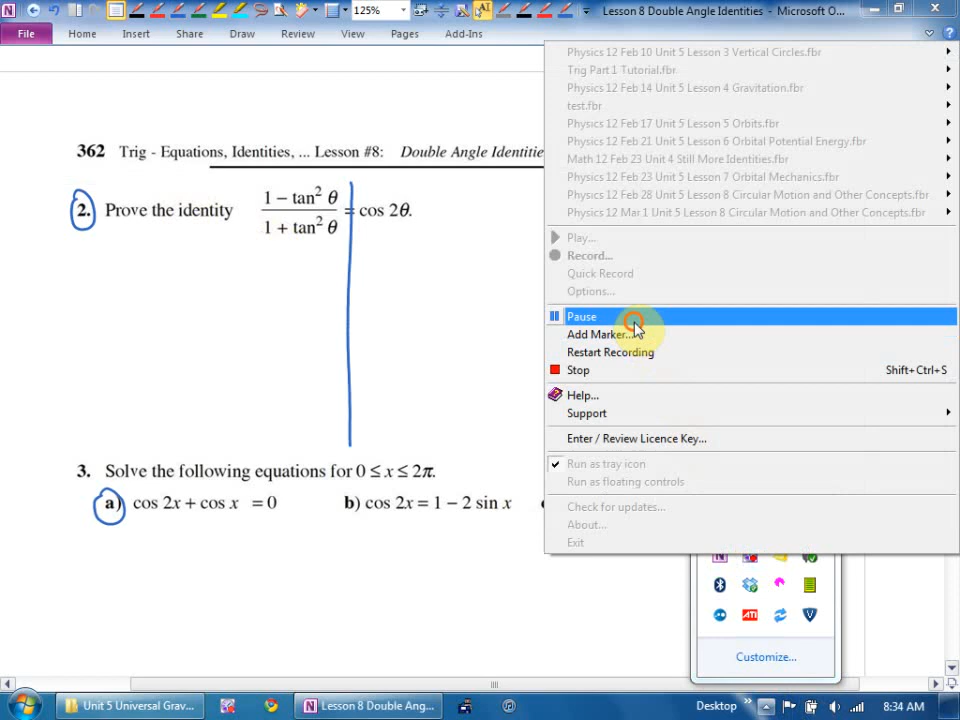 125%
Lesson 8 Double Angle Identities - Microsoft O...
File Home Insert Share Draw Review View Pages Add-Ins
Physics 12 Feb 10 Unit 5 Lesson 3 Vertical Circles.fbr
Trig Part 1 Tutorial.fbr
Physics 12 Feb 14 Unit 5 Lesson 4 Gravitation.fbr
test.fbr
Physics 12 Feb 17 Unit 5 Lesson 5 Orbits.fbr
Physics 12 Feb 21 Unit 5 Lesson 6 Orbital Potential Energy.fbr
Math 12 Feb 23 Unit 4 Still More Identities.fbr
Physics 12 Feb 23 Unit 5 Lesson 7 Orbital Mechanics.fbr
Physics 12 Feb 28 Unit 5 Lesson 8 Circular Motion and Other Concepts.fbr
Physics 12 Mar 1 Unit 5 Lesson 8 Circular Motion and Other Concepts.fbr
Play...
Record...
Quick Record
Options...
Pause
Add Marker...
Restart Recording
Stop Shift+Ctrl+S
Help...
Support
Enter / Review Licence Key...
Run as tray icon
Run as floating controls
Check for updates...
About...
Exit
362 Trig - Equations, Identities, ... Lesson #8: Double Angle Identitie
2. Prove the identity
1 − tan² θ
1 + tan² θ
= cos 2θ.
3. Solve the following equations for 0 ≤ x ≤ 2π.
a) cos 2x + cos x = 0 b) cos 2x = 1 − 2 sin x
ATI
Customize...
Unit 5 Universal Grav... Lesson 8 Double Ang... Desktop 8:34 AM